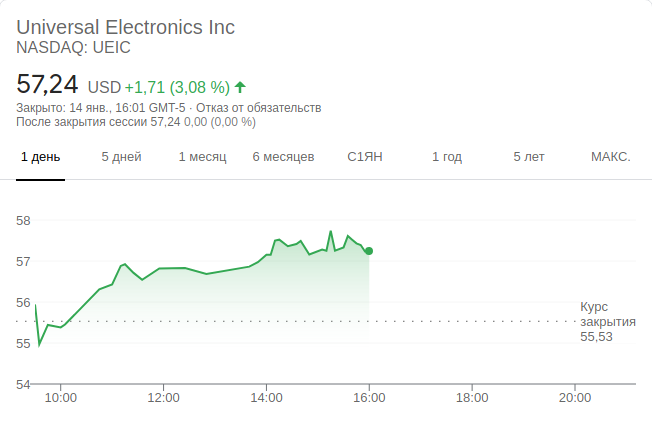 Universal Electronics Inc
NASDAQ: UEIC
57,24 USD +1,71 (3,08 %)
Закрыто: 14 янв., 16:01 GMT-5 · Отказ от обязательств
После закрытия сессии 57,24 0,00 (0,00 %)
1 день 5 дней 1 месяц 6 месяцев С1ЯН 1 год 5 лет МАКС.
58
57
56
Курс
закрытия
55,53
55
54
10:00 12:00 14:00 16:00 18:00 20:00